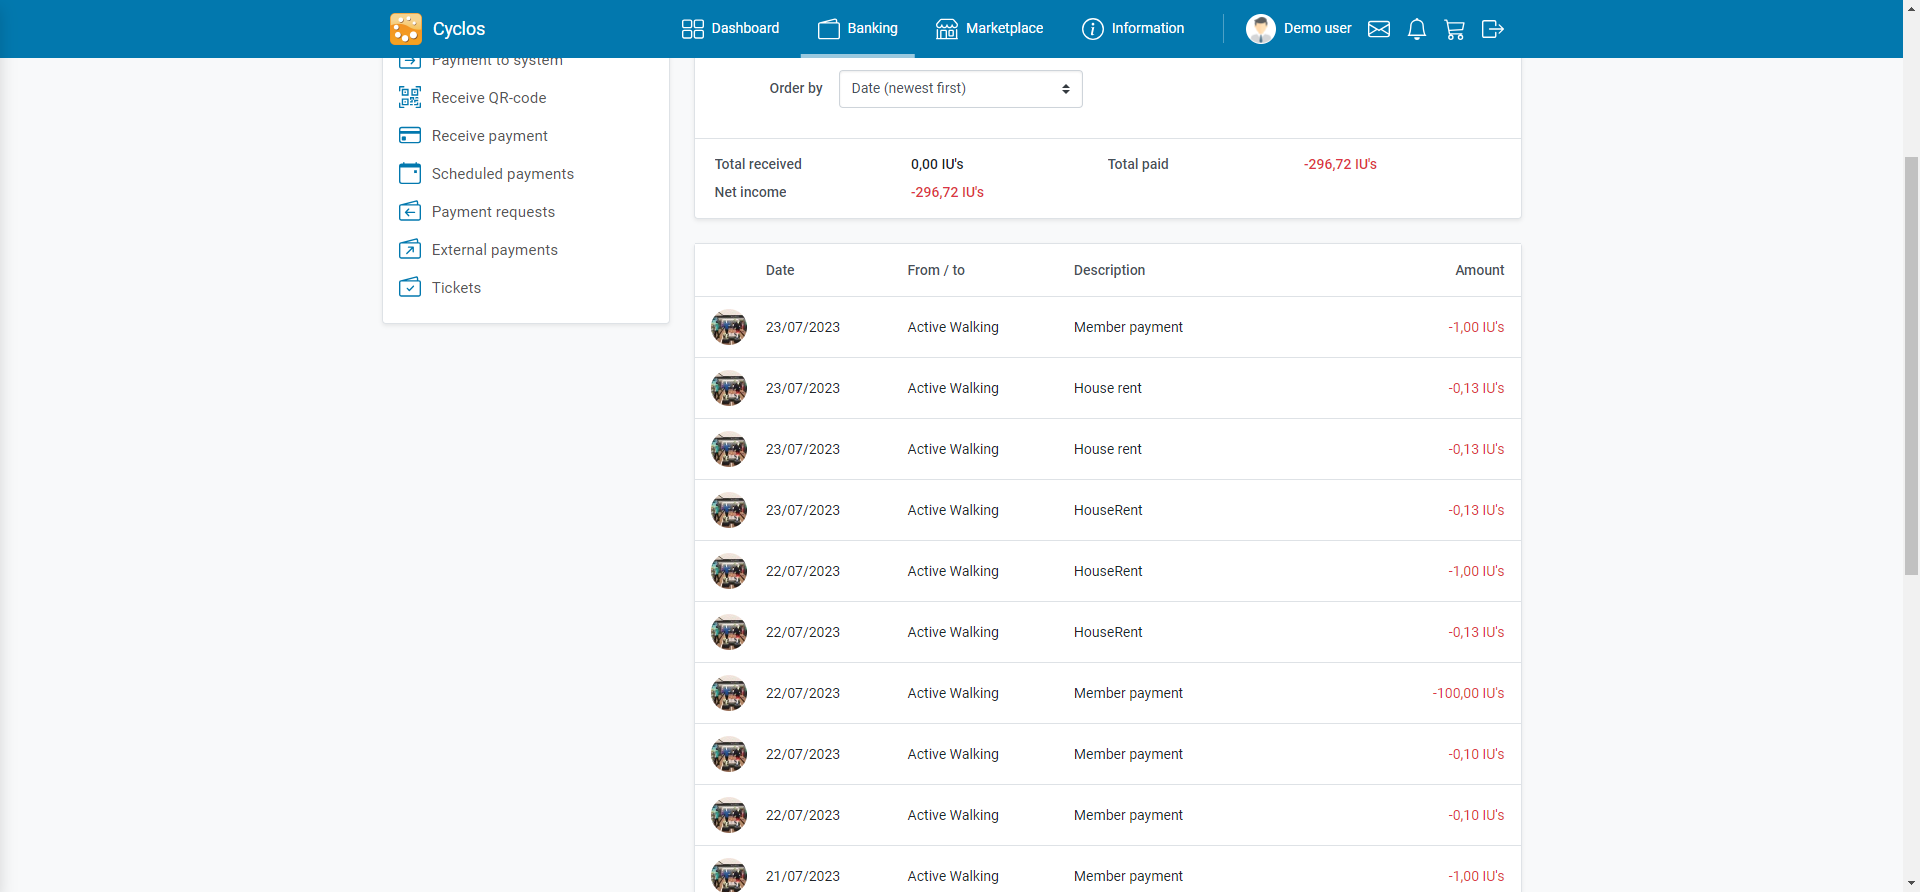 Cyclos
Dashboard
Banking
Marketplace
Information
Demo user
Payment to system
Receive QR-code
Receive payment
Scheduled payments
Payment requests
External payments
Tickets
Order by
Date (newest first)
Total received 0,00 IU's Total paid -296,72 IU's
Net income -296,72 IU's
Date From / to Description Amount
23/07/2023 Active Walking Member payment -1,00 IU's
23/07/2023 Active Walking House rent -0,13 IU's
23/07/2023 Active Walking House rent -0,13 IU's
23/07/2023 Active Walking HouseRent -0,13 IU's
22/07/2023 Active Walking HouseRent -1,00 IU's
22/07/2023 Active Walking HouseRent -0,13 IU's
22/07/2023 Active Walking Member payment -100,00 IU's
22/07/2023 Active Walking Member payment -0,10 IU's
22/07/2023 Active Walking Member payment -0,10 IU's
21/07/2023 Active Walking Member payment -1,00 IU's